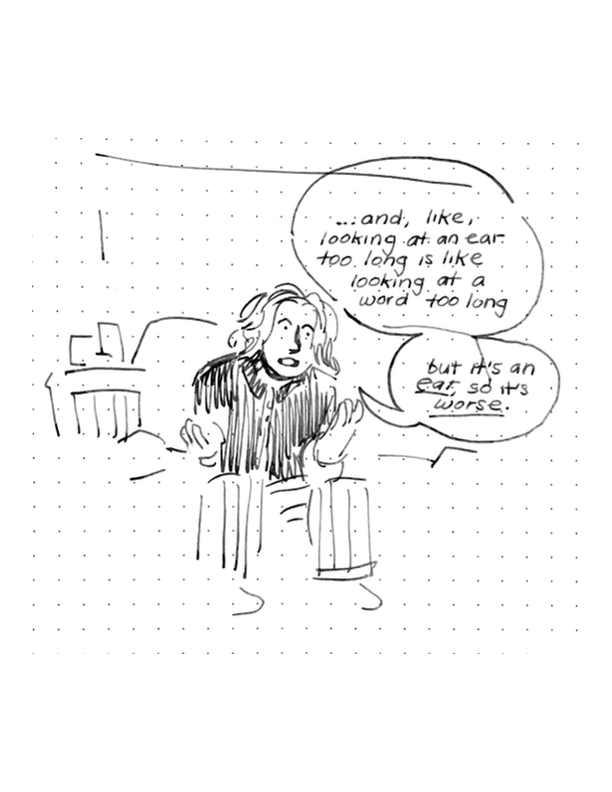 ...and, like,
looking at an ear
too long is like
looking at a
word too long
but it's an
ear, so it's
worse.